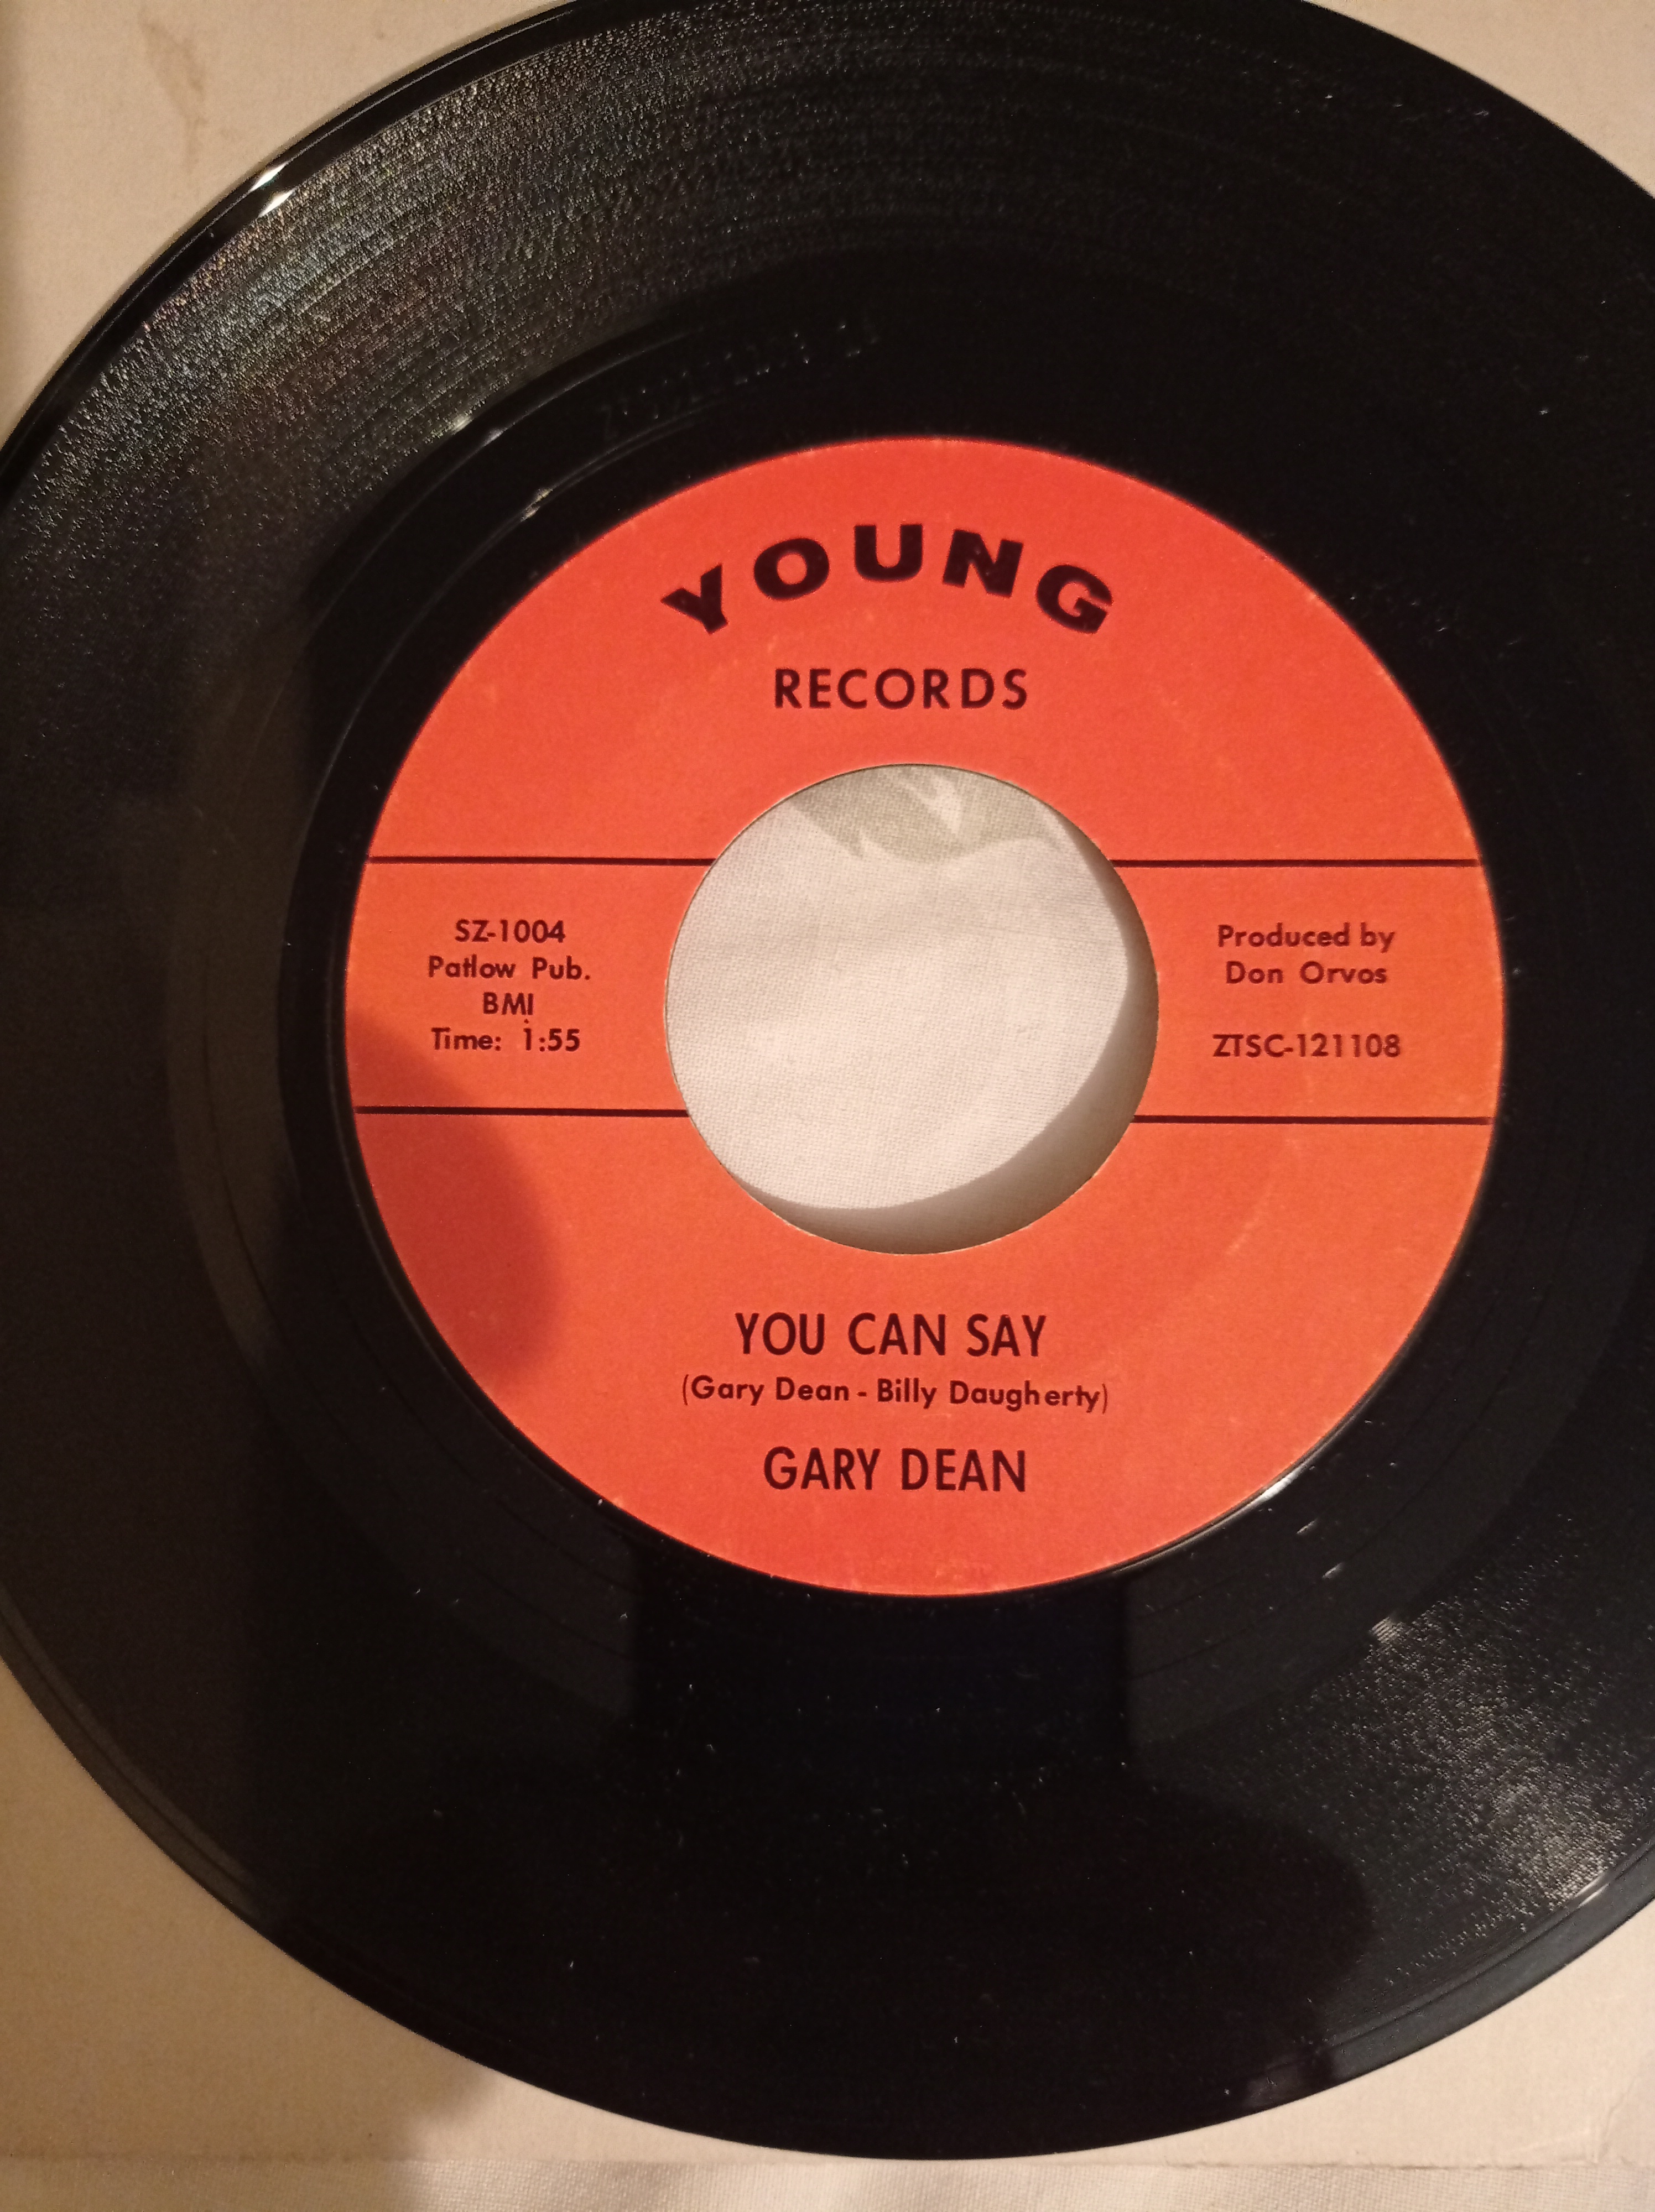 YOUNG
RECORDS
SZ-1004
Patlow Pub.
BMI
Time: 1:55
Produced by
Don Orvos
ZTSC-121108
YOU CAN SAY
(Gary Dean - Billy Daugherty)
GARY DEAN